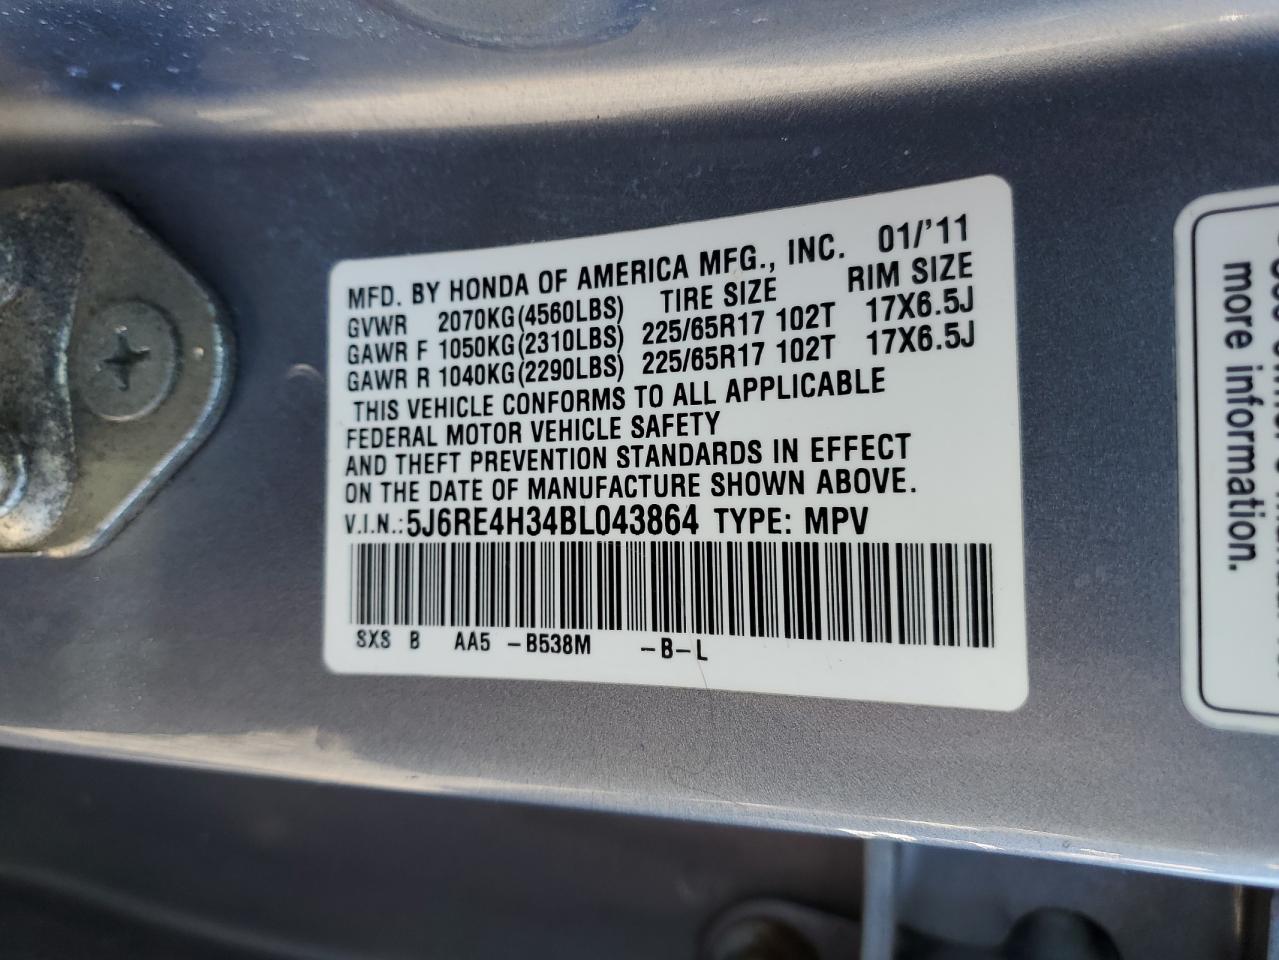 MFD. BY HONDA OF AMERICA MFG., INC. 01/'11
GVWR 2070KG(4560LBS) TIRE SIZE RIM SIZE
GAWR F 1050KG(2310LBS) 225/65R17 102T 17X6.5J
GAWR R 1040KG(2290LBS) 225/65R17 102T 17X6.5J
THIS VEHICLE CONFORMS TO ALL APPLICABLE
FEDERAL MOTOR VEHICLE SAFETY
AND THEFT PREVENTION STANDARDS IN EFFECT
ON THE DATE OF MANUFACTURE SHOWN ABOVE.
V.I.N.: 5J6RE4H34BL043864 TYPE: MPV
SXS B AA5 -B538M -B-L
more information.